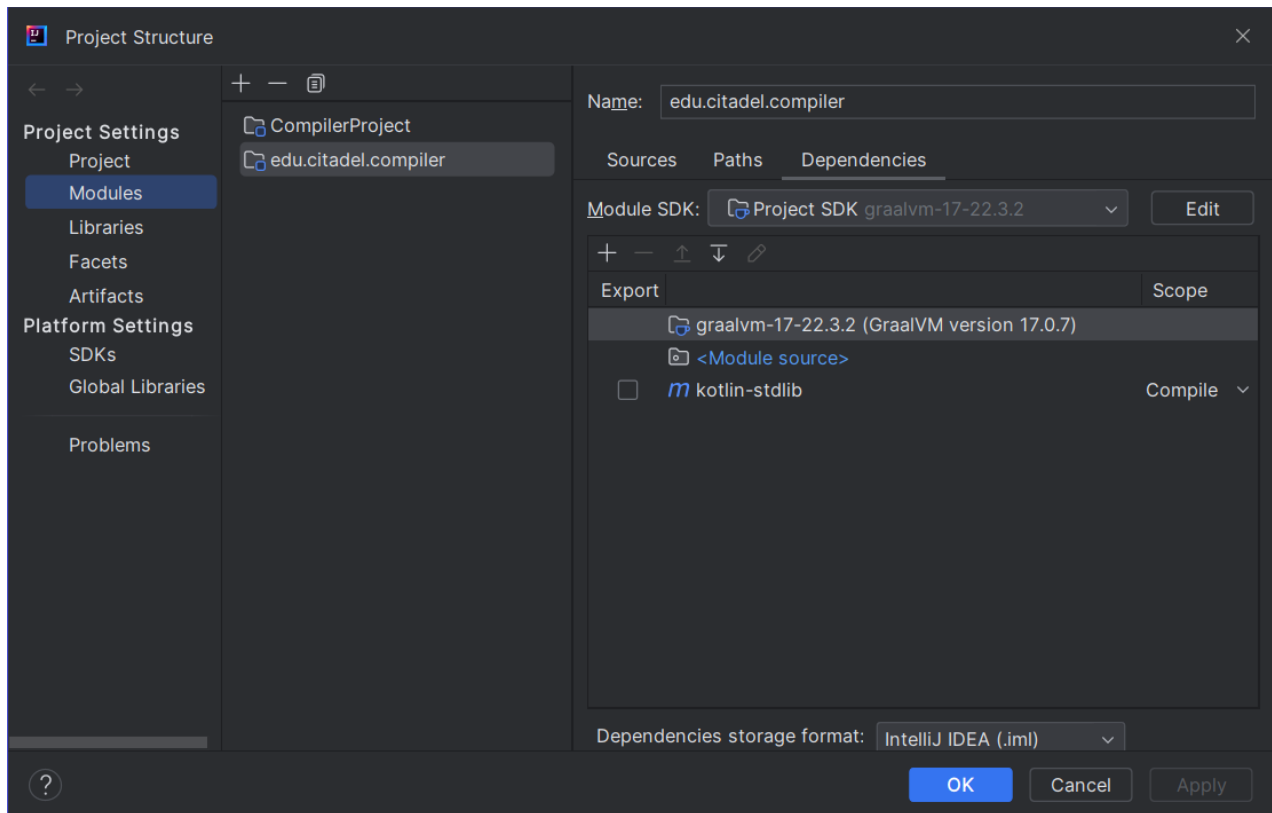 Project Structure
Project Settings
Project
Modules
Libraries
Facets
Artifacts
Platform Settings
SDKs
Global Libraries
Problems
CompilerProject
edu.citadel.compiler
Name: edu.citadel.compiler
Sources Paths Dependencies
Module SDK: Project SDK graalvm-17-22.3.2 Edit
Export Scope
graalvm-17-22.3.2 (GraalVM version 17.0.7)
<Module source>
m kotlin-stdlib Compile
Dependencies storage format: IntelliJ IDEA (.iml)
? OK Cancel Apply